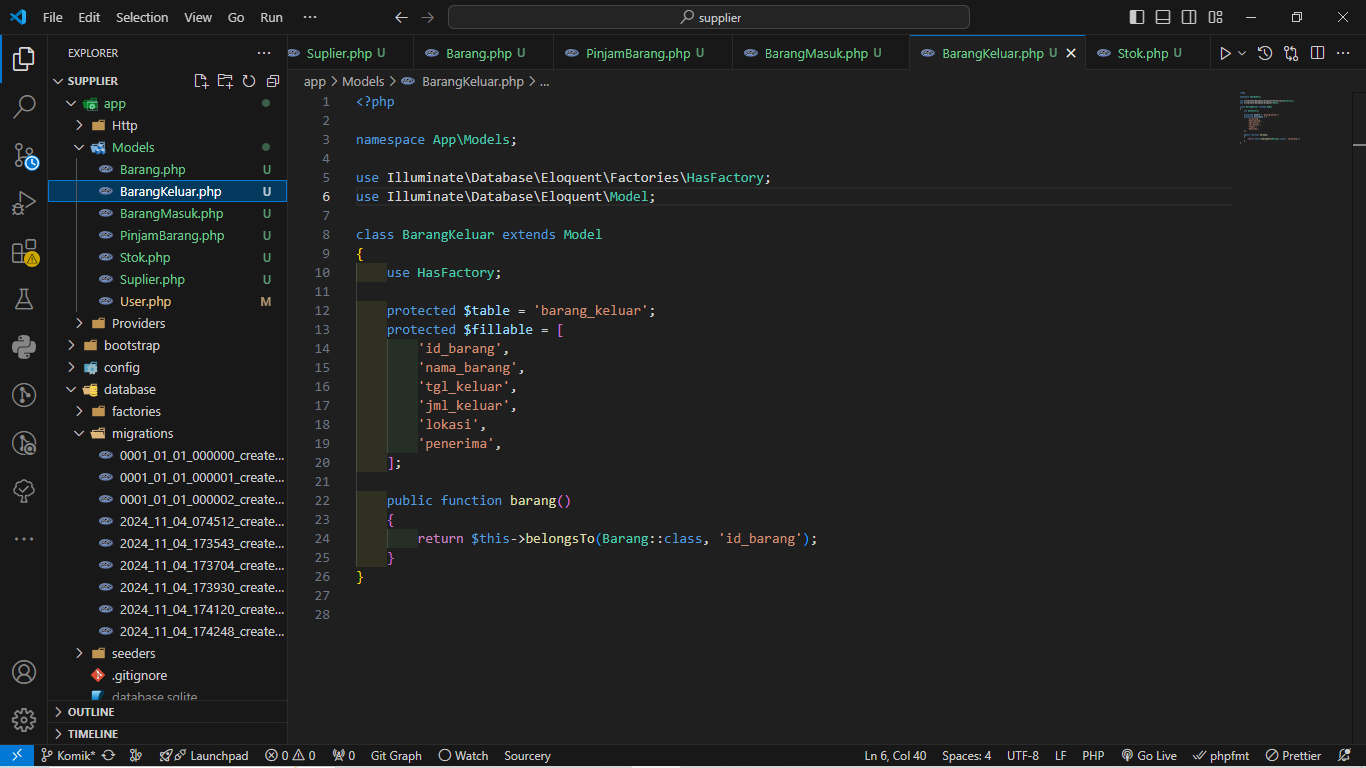 File Edit Selection View Go Run ··· supplier
EXPLORER ···
Suplier.php U Barang.php U PinjamBarang.php U BarangMasuk.php U BarangKeluar.php U Stok.php U
SUPPLIER
app
Http
Models
Barang.php U
BarangKeluar.php U
BarangMasuk.php U
PinjamBarang.php U
Stok.php U
Suplier.php U
User.php M
Providers
bootstrap
config
database
factories
migrations
0001_01_01_000000_create...
0001_01_01_000001_create...
0001_01_01_000002_create...
2024_11_04_074512_create...
2024_11_04_173543_create...
2024_11_04_173704_create...
2024_11_04_173930_create...
2024_11_04_174120_create...
2024_11_04_174248_create...
seeders
.gitignore
database.sqlite
OUTLINE
TIMELINE
app > Models > BarangKeluar.php > ...
1 <?php
2
3 namespace App\Models;
4
5 use Illuminate\Database\Eloquent\Factories\HasFactory;
6 use Illuminate\Database\Eloquent\Model;
7
8 class BarangKeluar extends Model
9 {
10 use HasFactory;
11
12 protected $table = 'barang_keluar';
13 protected $fillable = [
14 'id_barang',
15 'nama_barang',
16 'tgl_keluar',
17 'jml_keluar',
18 'lokasi',
19 'penerima',
20 ];
21
22 public function barang()
23 {
24 return $this->belongsTo(Barang::class, 'id_barang');
25 }
26 }
27
28
Komik* Launchpad 0 0 0 Git Graph Watch Sourcery Ln 6, Col 40 Spaces: 4 UTF-8 LF PHP Go Live phpfmt Prettier